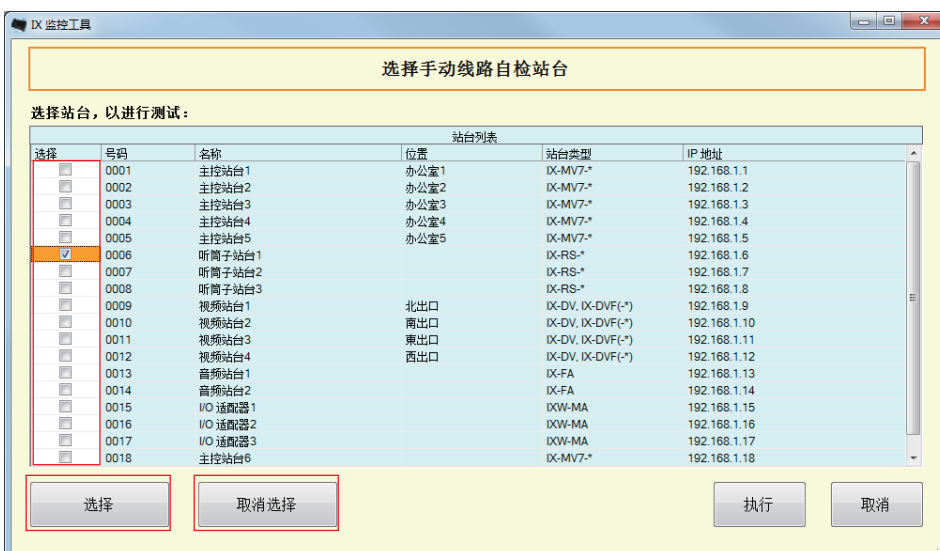 IX 监控工具
选择手动线路自检站台
选择站台，以进行测试：
站台列表
选择 号码 名称 位置 站台类型 IP 地址
0001 主控站台1 办公室1 IX-MV7-* 192.168.1.1
0002 主控站台2 办公室2 IX-MV7-* 192.168.1.2
0003 主控站台3 办公室3 IX-MV7-* 192.168.1.3
0004 主控站台4 办公室4 IX-MV7-* 192.168.1.4
0005 主控站台5 办公室5 IX-MV7-* 192.168.1.5
0006 听筒子站台1 IX-RS-* 192.168.1.6
0007 听筒子站台2 IX-RS-* 192.168.1.7
0008 听筒子站台3 IX-RS-* 192.168.1.8
0009 视频站台1 北出口 IX-DV, IX-DVF(-*) 192.168.1.9
0010 视频站台2 南出口 IX-DV, IX-DVF(-*) 192.168.1.10
0011 视频站台3 東出口 IX-DV, IX-DVF(-*) 192.168.1.11
0012 视频站台4 西出口 IX-DV, IX-DVF(-*) 192.168.1.12
0013 音频站台1 IX-FA 192.168.1.13
0014 音频站台2 IX-FA 192.168.1.14
0015 I/O 适配器1 IXW-MA 192.168.1.15
0016 I/O 适配器2 IXW-MA 192.168.1.16
0017 I/O 适配器3 IXW-MA 192.168.1.17
0018 主控站台6 IX-MV7-* 192.168.1.18
选择 取消选择 执行 取消